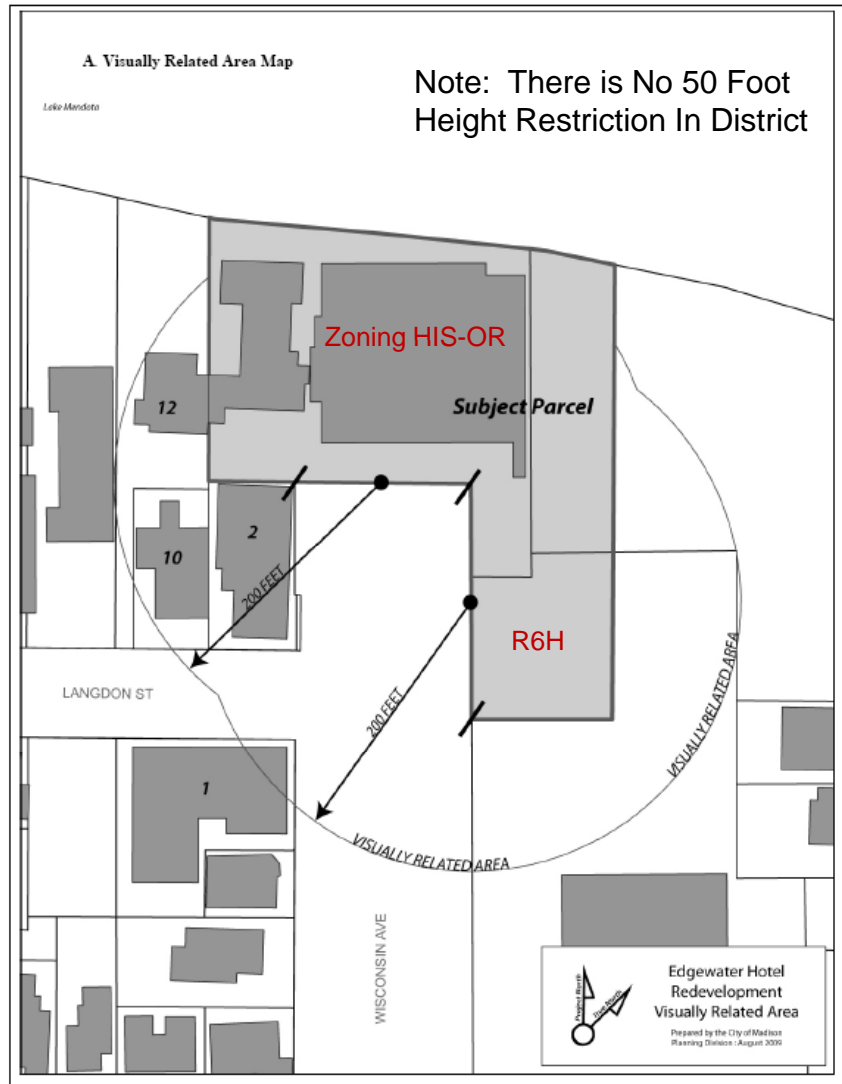 A. Visually Related Area Map
Lake Mendota
Note: There is No 50 Foot
Height Restriction In District
Zoning HIS-OR
Subject Parcel
12
10
2
200 FEET
R6H
LANGDON ST
200 FEET
VISUALLY RELATED AREA
1
VISUALLY RELATED AREA
WISCONSIN AVE
Project North
True North
Edgewater Hotel
Redevelopment
Visually Related Area
Prepared by the City of Madison
Planning Division : August 2009